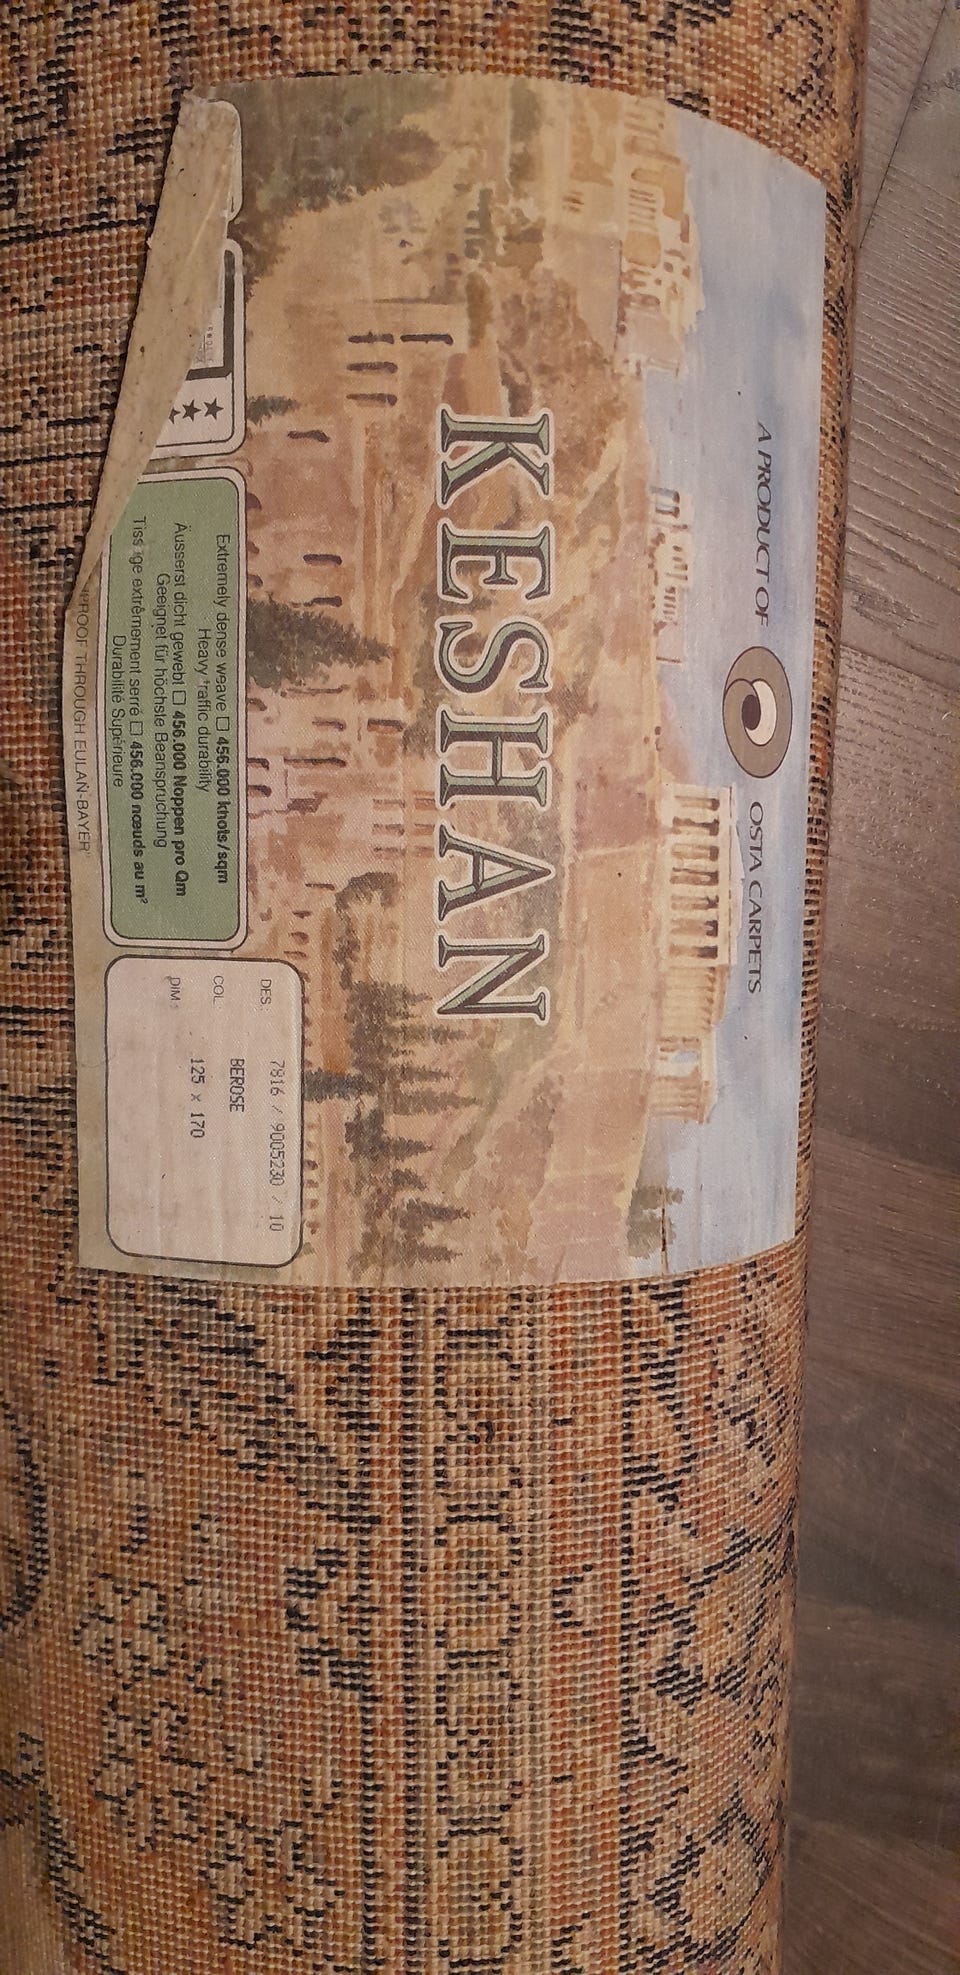 A PRODUCT OF OSTA CARPETS
KESHAN
Extremely dense weave ☐ 456.000 knots/sqm
Heavy traffic durability
Äusserst dicht gewebt ☐ 456.000 Noppen pro Qm
Geeignet für höchste Beanspruchung
Tissage extrêmement serré ☐ 456.000 nœuds au m²
Durabilité Supérieure
PROOF THROUGH EULAN-BAYER"
DES.: 7816 / 9005230 / 10
COL. BEROSE
DIM.: 125 x 170